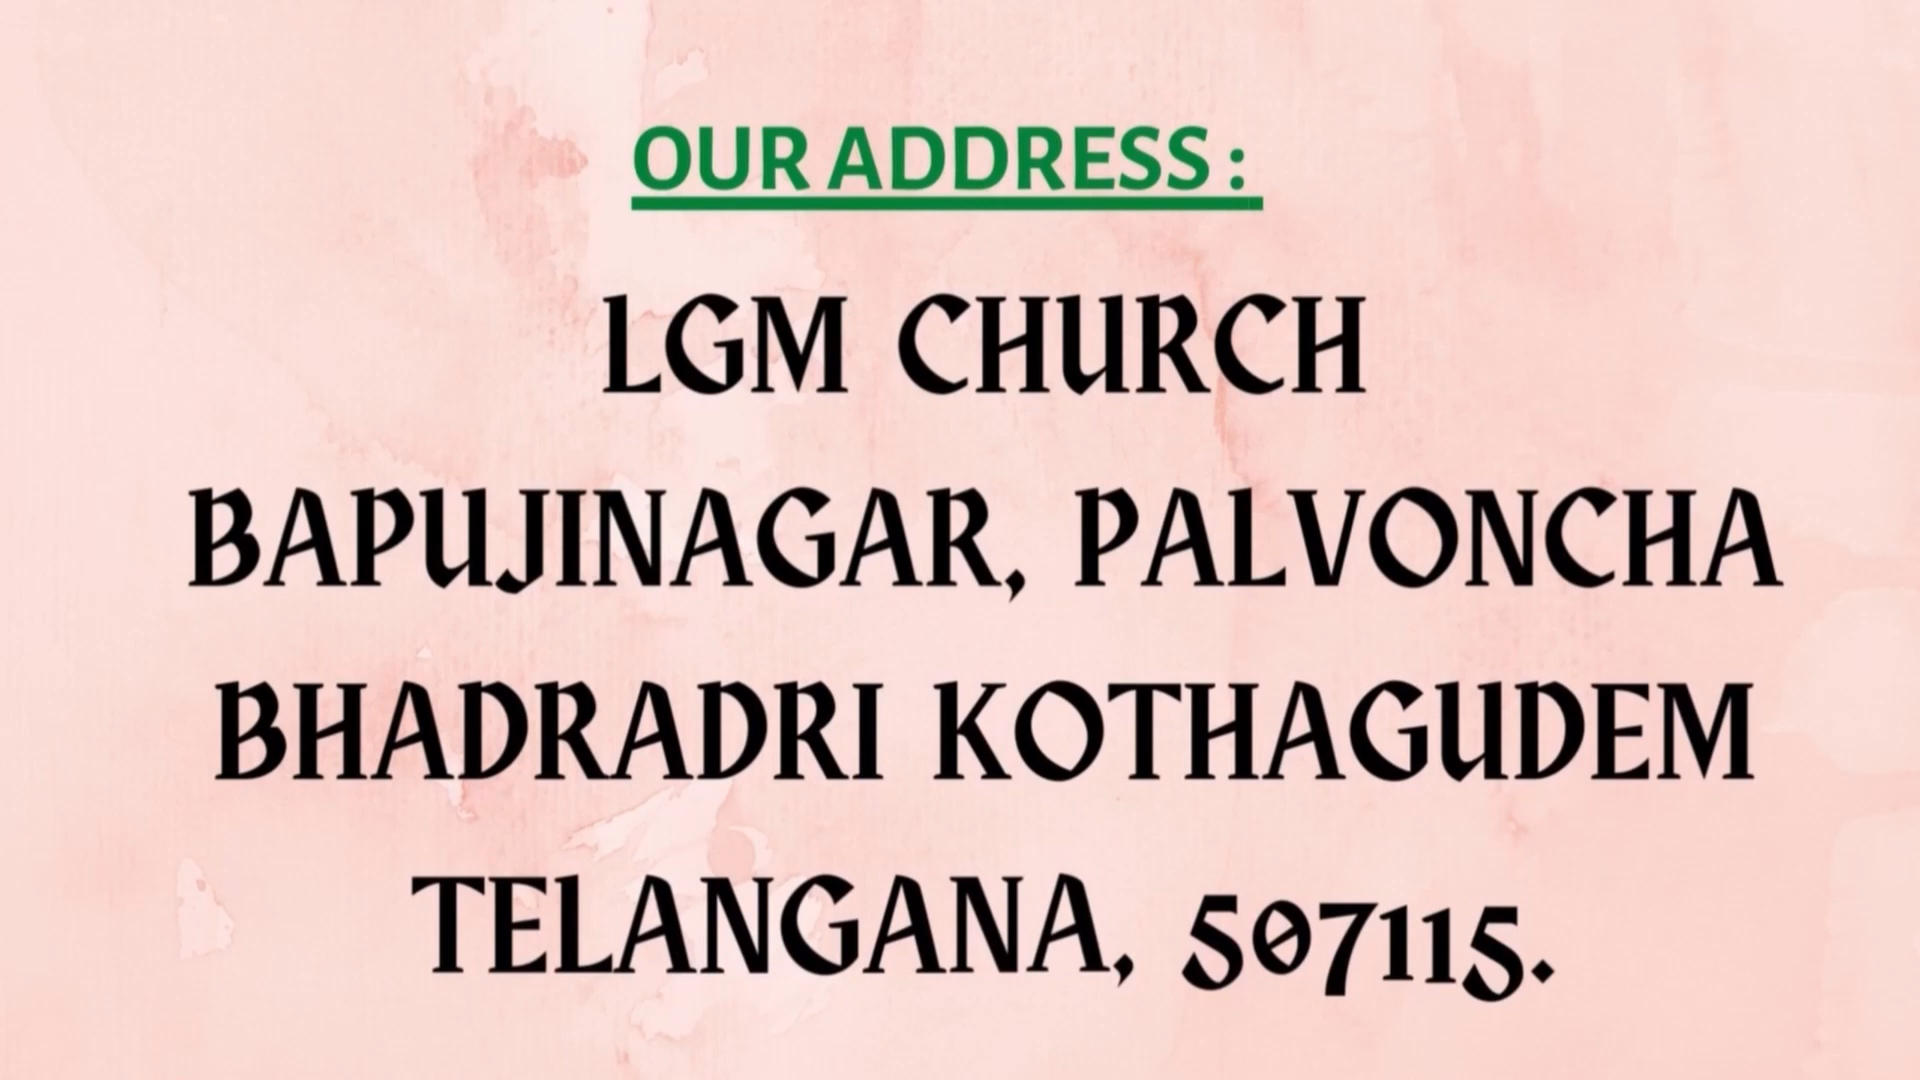 OUR ADDRESS :
LGM CHURCH
BAPUJINAGAR, PALVONCHA
BHADRADRI KOTHAGUDEM
TELANGANA, 507115.